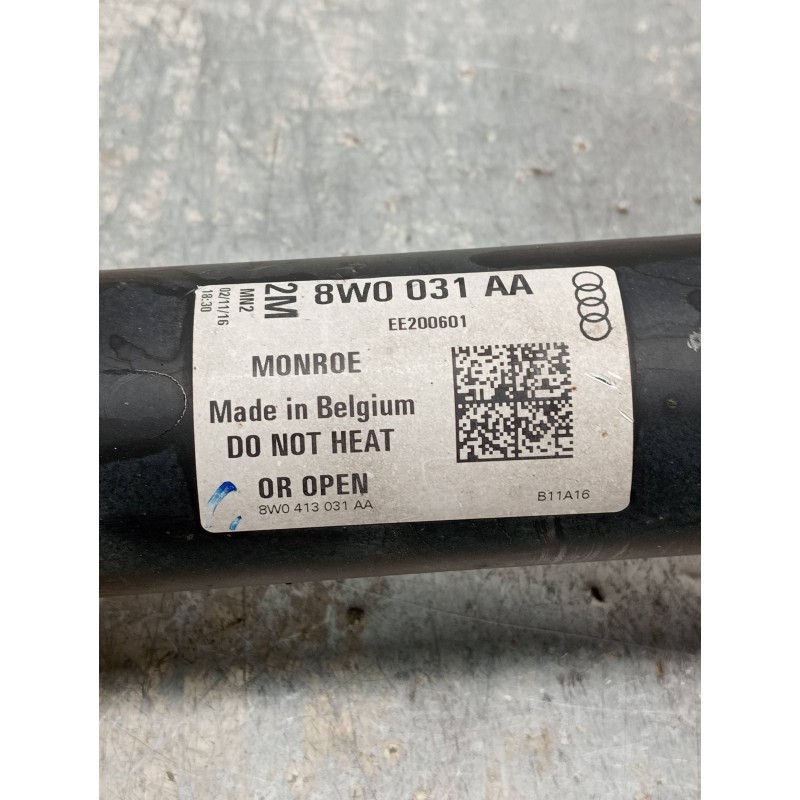 2M 8W0 031 AA
MN2
02/11/16
18:30
EE200601
MONROE
Made in Belgium
DO NOT HEAT
OR OPEN
8W0 413 031 AA
B11A16